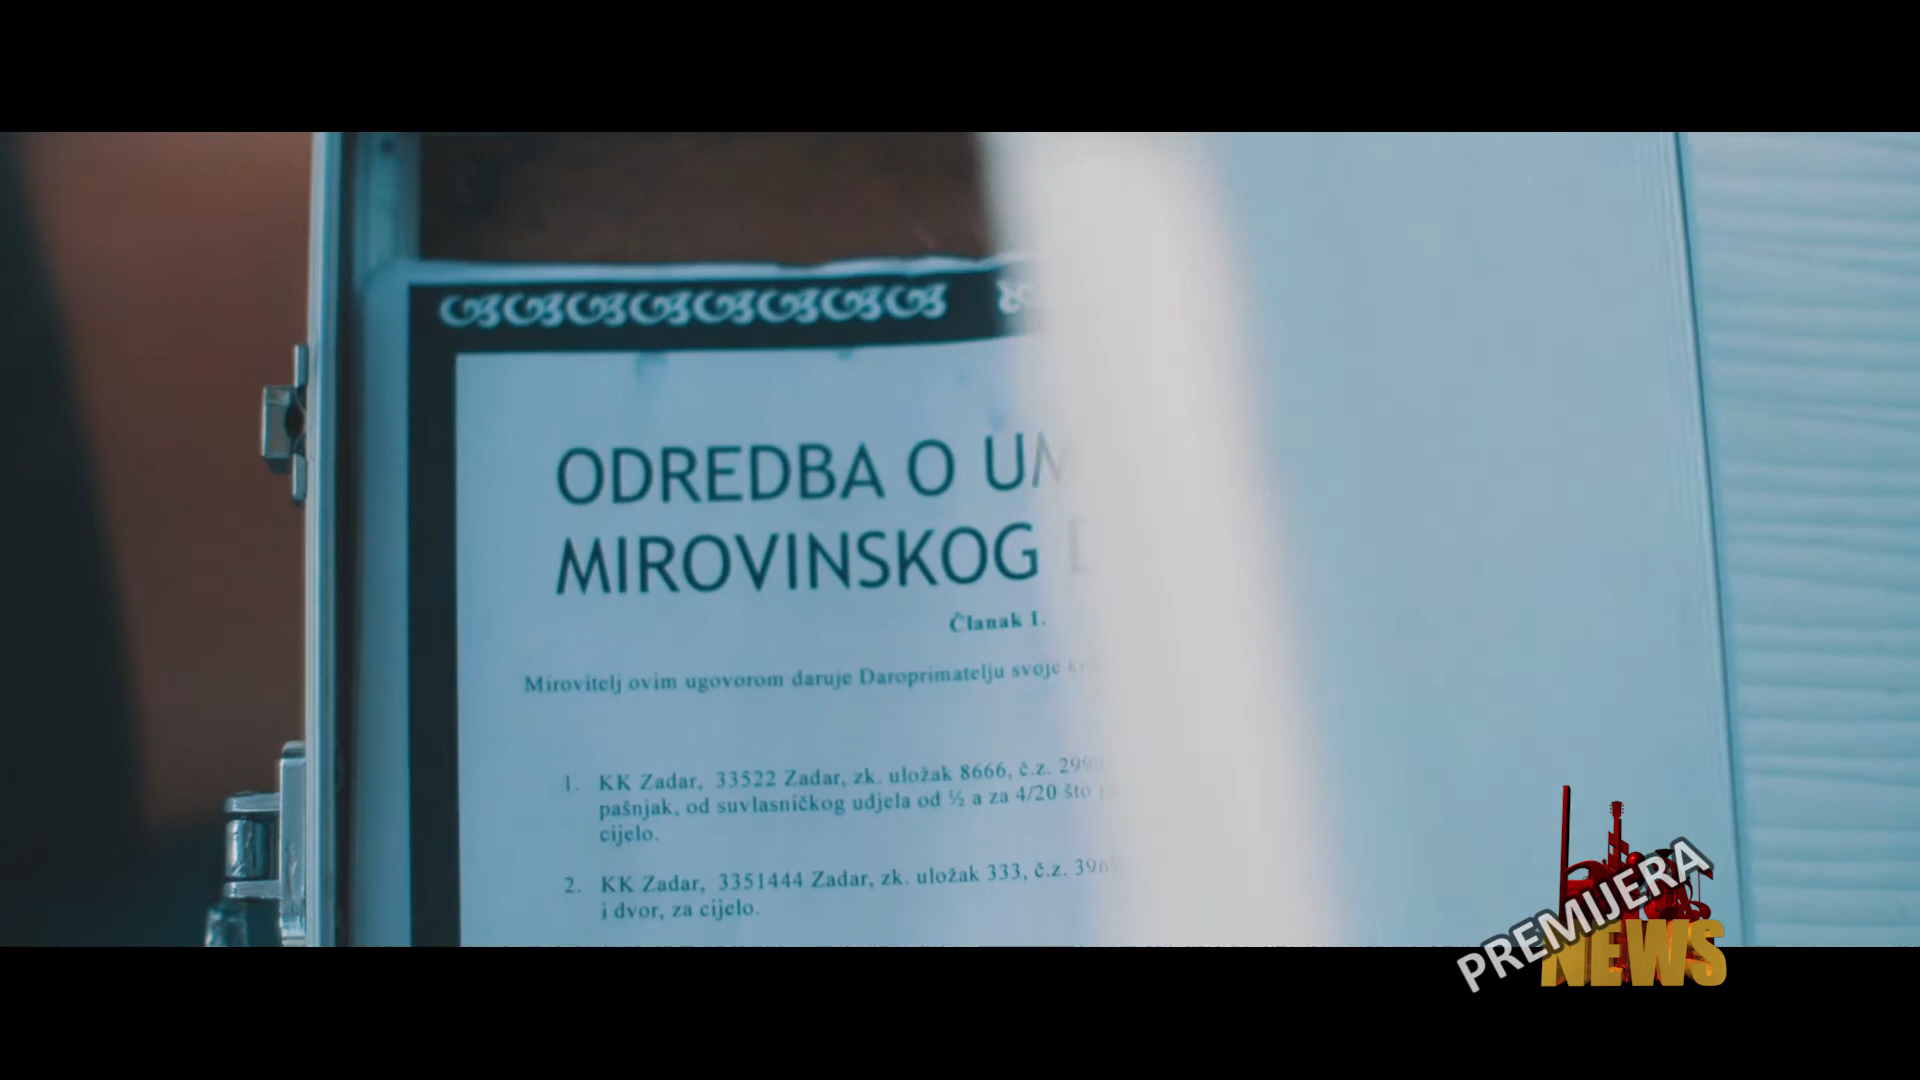 ODREDBA O
MIROVINSKOG
Članak 1.
Mirovitelj ovim ugovorom daruje Daroprimatelju svoje
1. KK Zadar, 33522 Zadar, zk. uložak 8666, č.z.
pašnjak, od suvlasničkog udjela od ½ a za 4/20 što
cijelo.
2. KK Zadar, 3351444 Zadar, zk. uložak 333, č.z.
i dvor, za cijelo.
PREMIJERA
NEWS